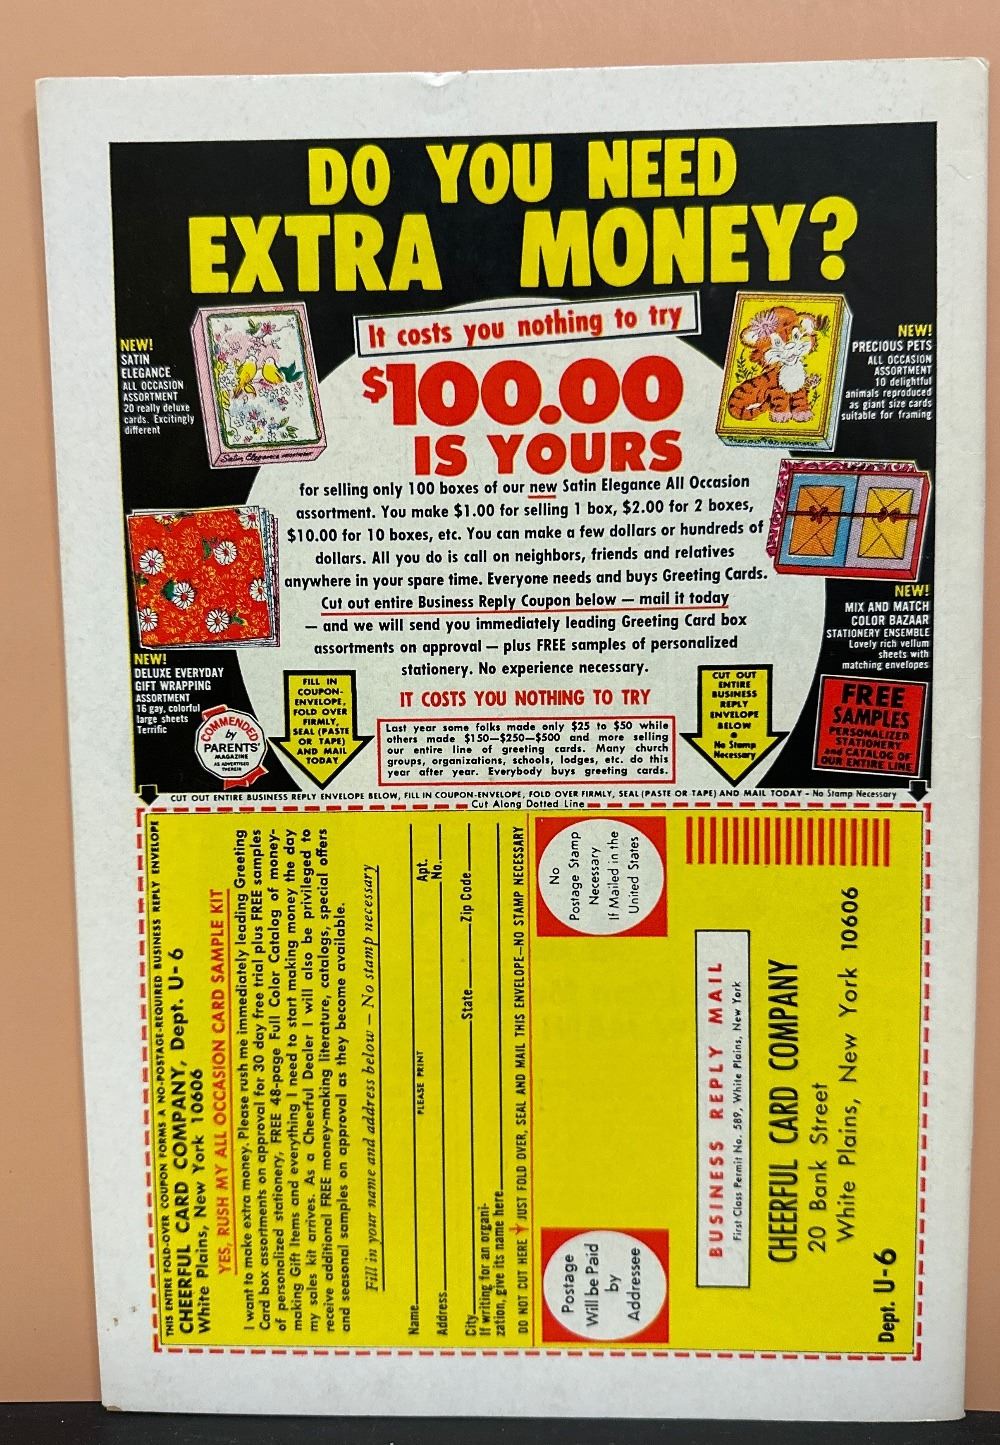 DO YOU NEED
EXTRA MONEY?
It costs you nothing to try
$100.00
IS YOURS
for selling only 100 boxes of our new Satin Elegance All Occasion
assortment. You make $1.00 for selling 1 box, $2.00 for 2 boxes,
$10.00 for 10 boxes, etc. You can make a few dollars or hundreds of
dollars. All you do is call on neighbors, friends and relatives
anywhere in your spare time. Everyone needs and buys Greeting Cards.
Cut out entire Business Reply Coupon below — mail it today
— and we will send you immediately leading Greeting Card box
assortments on approval — plus FREE samples of personalized
stationery. No experience necessary.
IT COSTS YOU NOTHING TO TRY
Last year some folks made only $25 to $50 while
others made $150—$250—$500 and more selling
our entire line of greeting cards. Many church
groups, organizations, schools, lodges, etc. do this
year after year. Everybody buys greeting cards.
NEW!
SATIN
ELEGANCE
ALL OCCASION
ASSORTMENT
20 really deluxe
cards. Excitingly
different
Satin Elegance
NEW!
PRECIOUS PETS
ALL OCCASION
ASSORTMENT
10 delightful
animals reproduced
as giant size cards
suitable for framing
Precious Pets
NEW!
DELUXE EVERYDAY
GIFT WRAPPING
ASSORTMENT
16 gay, colorful
large sheets
Terrific
NEW!
MIX AND MATCH
COLOR BAZAAR
STATIONERY ENSEMBLE
Lovely rich vellum
sheets with
matching envelopes
COMMENDED
by
PARENTS'
MAGAZINE
AS ADVERTISED
THEREIN
FILL IN
COUPON-
ENVELOPE,
FOLD OVER
FIRMLY,
SEAL (PASTE
OR TAPE)
AND MAIL
TODAY
CUT OUT
ENTIRE
BUSINESS
REPLY
ENVELOPE
BELOW
No Stamp
Necessary
FREE
SAMPLES
PERSONALIZED
STATIONERY
and CATALOG OF
OUR ENTIRE LINE
CUT OUT ENTIRE BUSINESS REPLY ENVELOPE BELOW, FILL IN COUPON-ENVELOPE, FOLD OVER FIRMLY, SEAL (PASTE OR TAPE) AND MAIL TODAY - No Stamp Necessary
Cut Along Dotted Line
THIS ENTIRE FOLD-OVER COUPON FORMS A NO-POSTAGE-REQUIRED BUSINESS REPLY ENVELOPE
CHEERFUL CARD COMPANY, Dept. U-6
White Plains, New York 10606
YES, RUSH MY ALL OCCASION CARD SAMPLE KIT
I want to make extra money. Please rush me immediately leading Greeting
Card box assortments on approval for 30 day free trial plus FREE samples
of personalized stationery, FREE 48-page Full Color Catalog of money-
making Gift Items and everything I need to start making money the day
my sales kit arrives. As a Cheerful Dealer I will also be privileged to
receive additional FREE money-making literature, catalogs, special offers
and seasonal samples on approval as they become available.
Fill in your name and address below — No stamp necessary
Name
PLEASE PRINT
Address
Apt.
No.
City
State
Zip Code
If writing for an organi-
zation, give its name here
DO NOT CUT HERE JUST FOLD OVER, SEAL AND MAIL THIS ENVELOPE—NO STAMP NECESSARY
Postage
Will be Paid
by
Addressee
No
Postage Stamp
Necessary
If Mailed in the
United States
BUSINESS REPLY MAIL
First Class Permit No. 589, White Plains, New York
CHEERFUL CARD COMPANY
20 Bank Street
White Plains, New York 10606
Dept. U-6